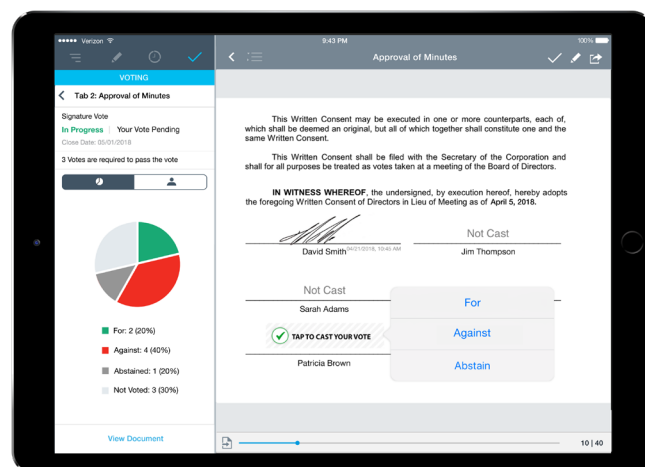 Verizon
9:43 PM
100%
Approval of Minutes
VOTING
Tab 2: Approval of Minutes
Signature Vote
In Progress | Your Vote Pending
Close Date: 05/01/2018
3 Votes are required to pass the vote
For: 2 (20%)
Against: 4 (40%)
Abstained: 1 (20%)
Not Voted: 3 (30%)
View Document
This Written Consent may be executed in one or more counterparts, each of,
which shall be deemed an original, but all of which together shall constitute one and the
same Written Consent.
This Written Consent shall be filed with the Secretary of the Corporation and
shall for all purposes be treated as votes taken at a meeting of the Board of Directors.
IN WITNESS WHEREOF, the undersigned, by execution hereof, hereby adopts
the foregoing Written Consent of Directors in Lieu of Meeting as of April 5, 2018.
David Smith 04/21/2018, 10:45 AM
Not Cast
Jim Thompson
Not Cast
Sarah Adams
TAP TO CAST YOUR VOTE
Patricia Brown
For
Against
Abstain
10 | 40